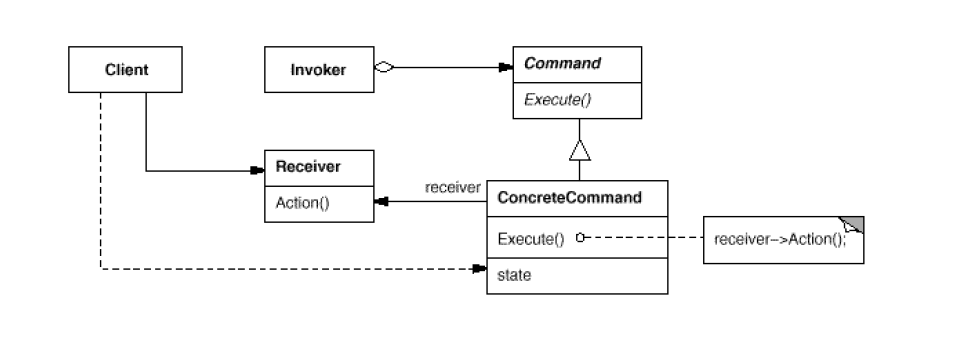 Client
Invoker
Command
Execute()
Receiver
Action()
receiver
ConcreteCommand
Execute()
receiver->Action();
state